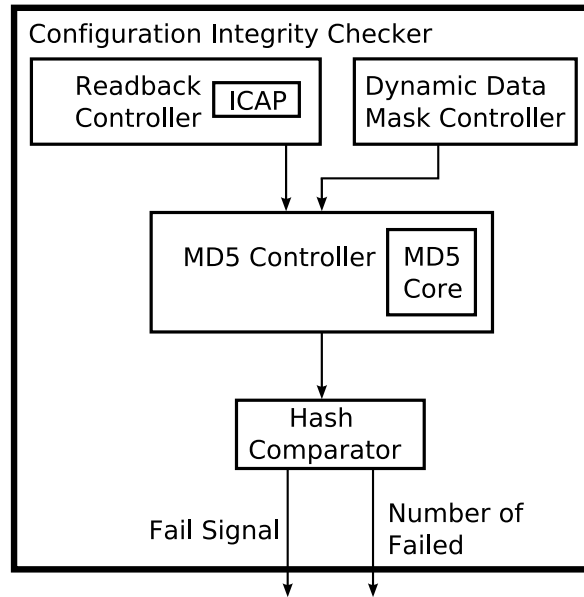 Configuration Integrity Checker
Readback
Controller
ICAP
Dynamic Data
Mask Controller
MD5 Controller
MD5
Core
Hash
Comparator
Fail Signal
Number of
Failed